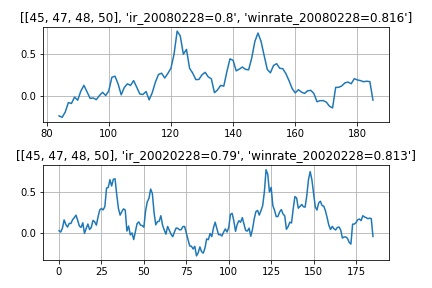 [[45, 47, 48, 50], 'ir_20080228=0.8', 'winrate_20080228=0.816']
0.5
0.0
80 100 120 140 160 180
[[45, 47, 48, 50], 'ir_20020228=0.79', 'winrate_20020228=0.813']
0.5
0.0
0 25 50 75 100 125 150 175